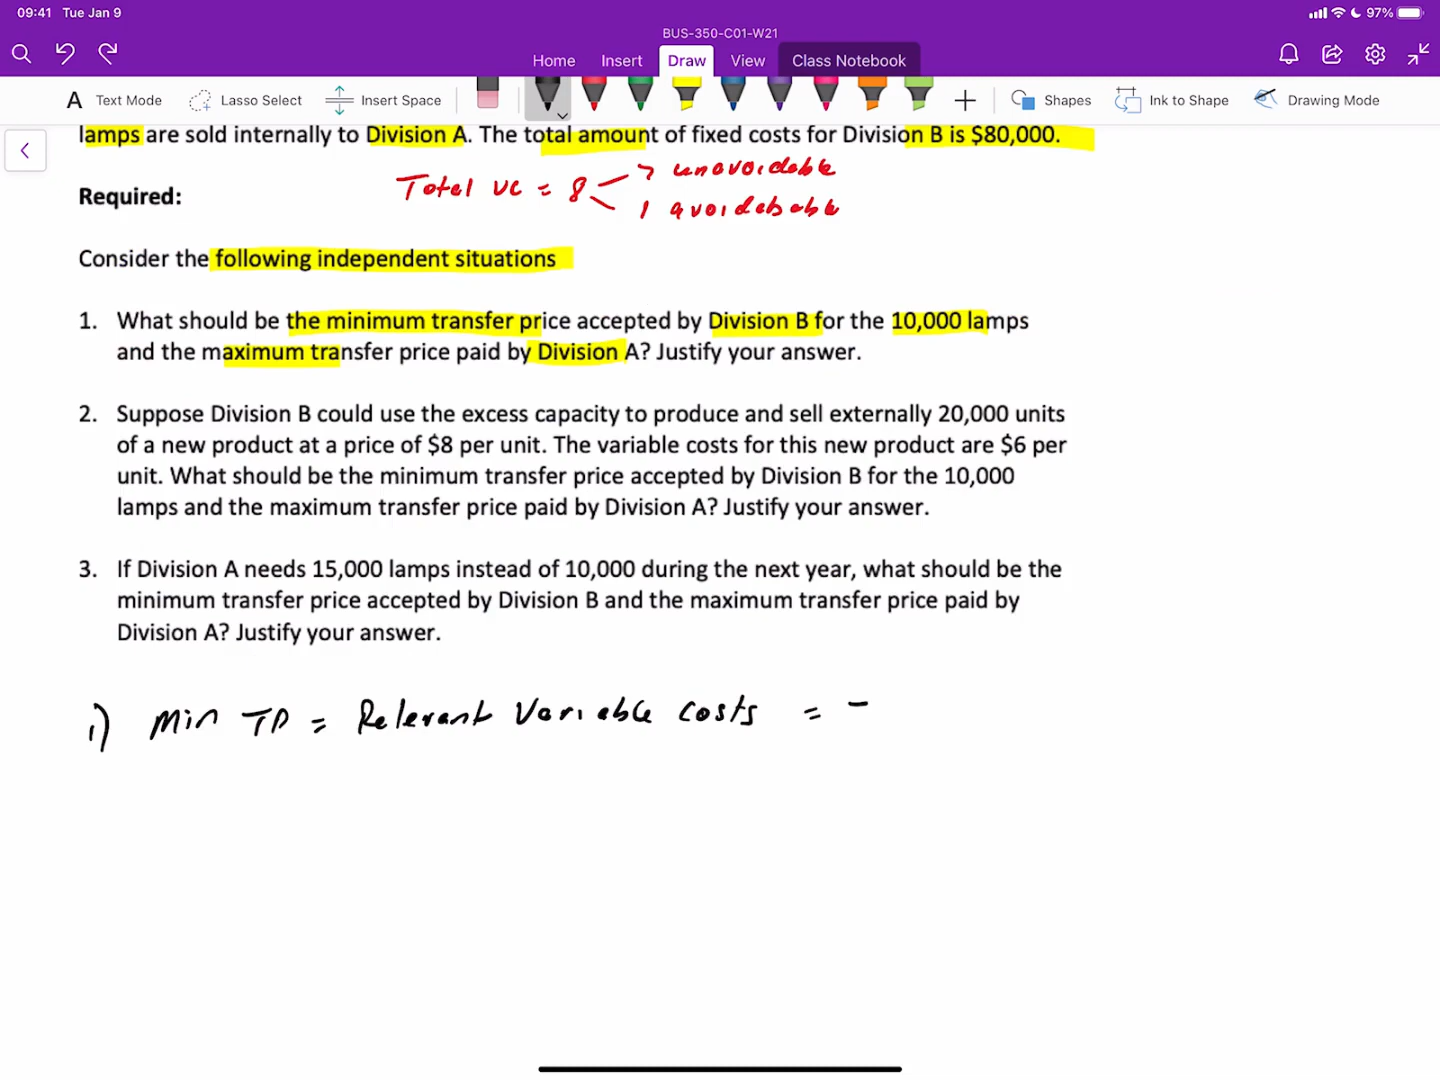 09:41 Tue Jan 9
97%
BUS-350-C01-W21
Home Insert Draw View Class Notebook
A Text Mode Lasso Select Insert Space Shapes Ink to Shape Drawing Mode
lamps are sold internally to Division A. The total amount of fixed costs for Division B is $80,000.
7 unavoidable
Total VC = 8
1 avoidabable
Required:
Consider the following independent situations
1. What should be the minimum transfer price accepted by Division B for the 10,000 lamps
and the maximum transfer price paid by Division A? Justify your answer.
2. Suppose Division B could use the excess capacity to produce and sell externally 20,000 units
of a new product at a price of $8 per unit. The variable costs for this new product are $6 per
unit. What should be the minimum transfer price accepted by Division B for the 10,000
lamps and the maximum transfer price paid by Division A? Justify your answer.
3. If Division A needs 15,000 lamps instead of 10,000 during the next year, what should be the
minimum transfer price accepted by Division B and the maximum transfer price paid by
Division A? Justify your answer.
1) Min TP = Relevant Variable Costs = -